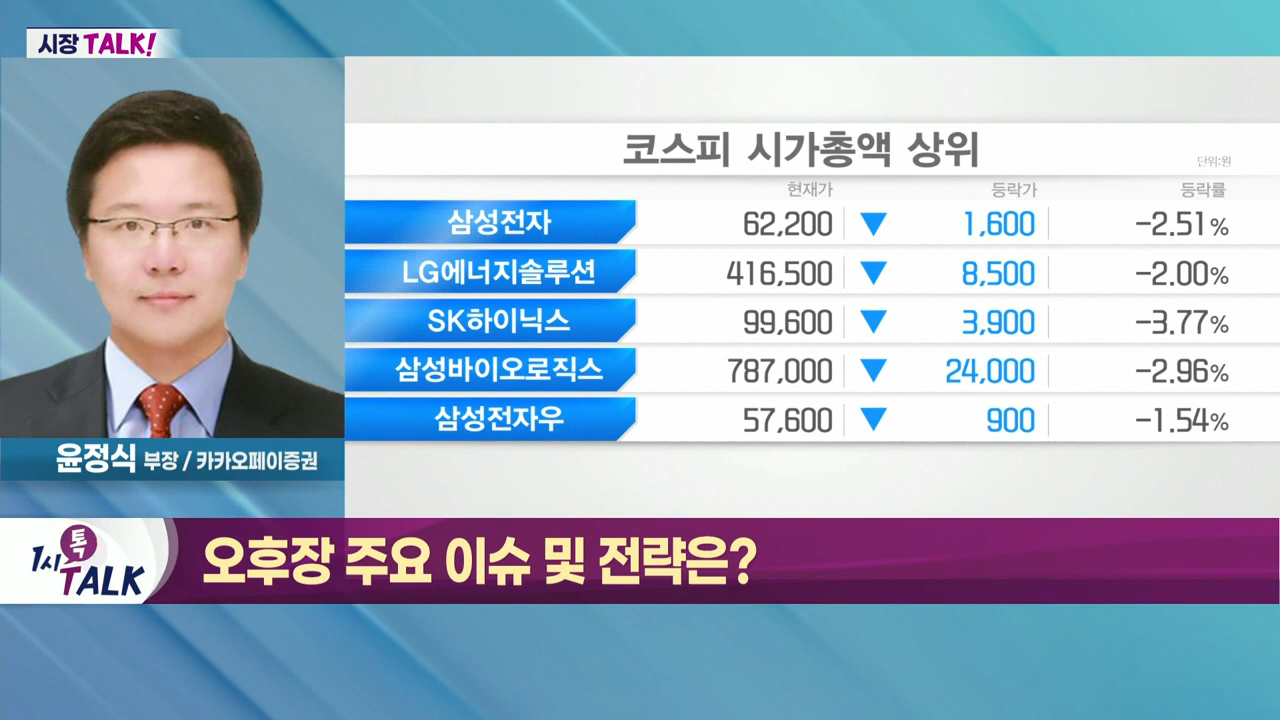 시장 TALK!
코스피 시가총액 상위
단위:원
현재가 등락가 등락률
삼성전자 62,200 ▼ 1,600 -2.51%
LG에너지솔루션 416,500 ▼ 8,500 -2.00%
SK하이닉스 99,600 ▼ 3,900 -3.77%
삼성바이오로직스 787,000 ▼ 24,000 -2.96%
삼성전자우 57,600 ▼ 900 -1.54%
윤정식 부장 / 카카오페이증권
1시 톡 TALK
오후장 주요 이슈 및 전략은?